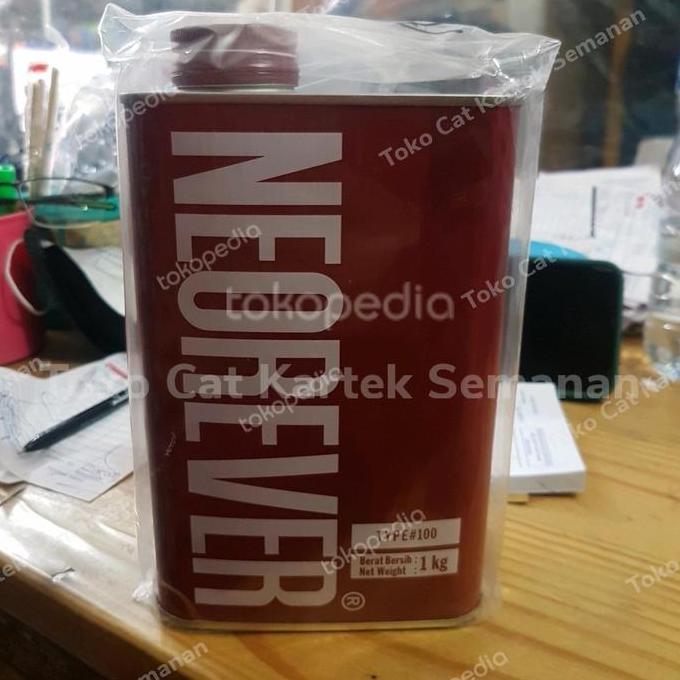 NEOREVER®
TYPE#100
Berat Bersih : 1 kg
Net Weight
tokopedia
Toko Cat Kartek Semanan